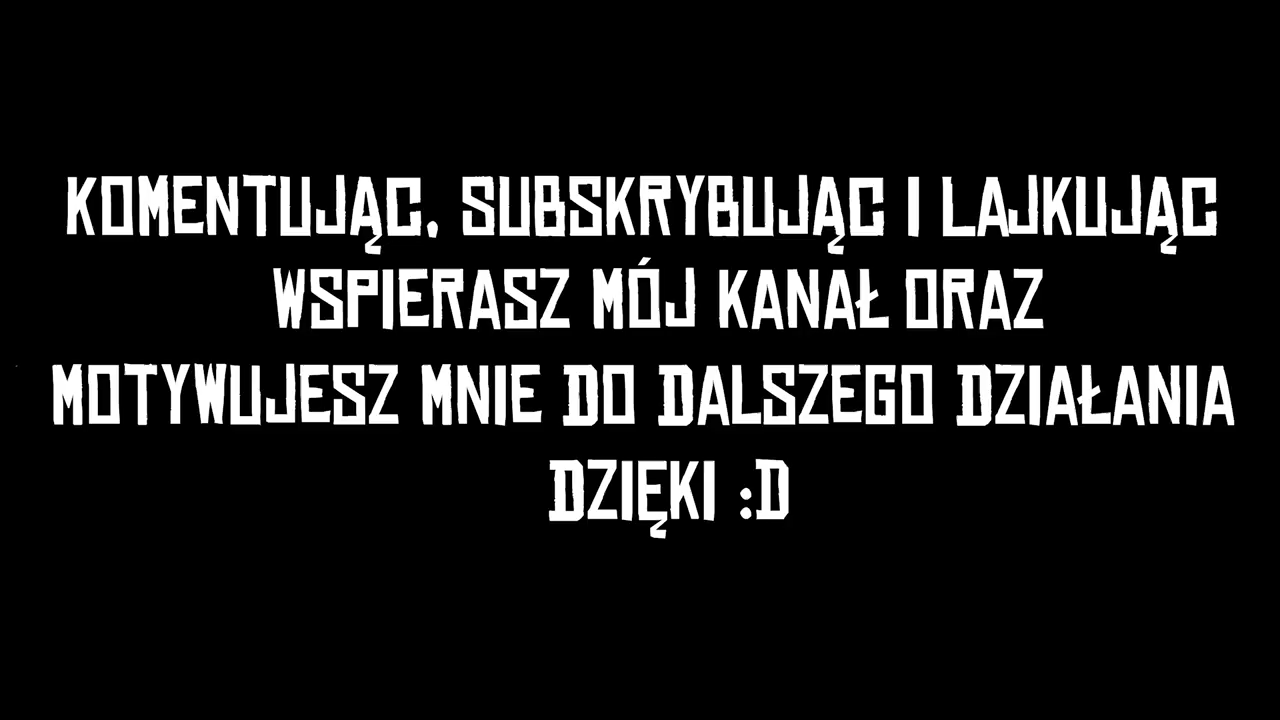 KOMENTUJĄC, SUBSKRYBUJĄC I LAJKUJĄC
WSPIERASZ MÓJ KANAŁ ORAZ
MOTYWUJESZ MNIE DO DALSZEGO DZIAŁANIA
DZIĘKI :D